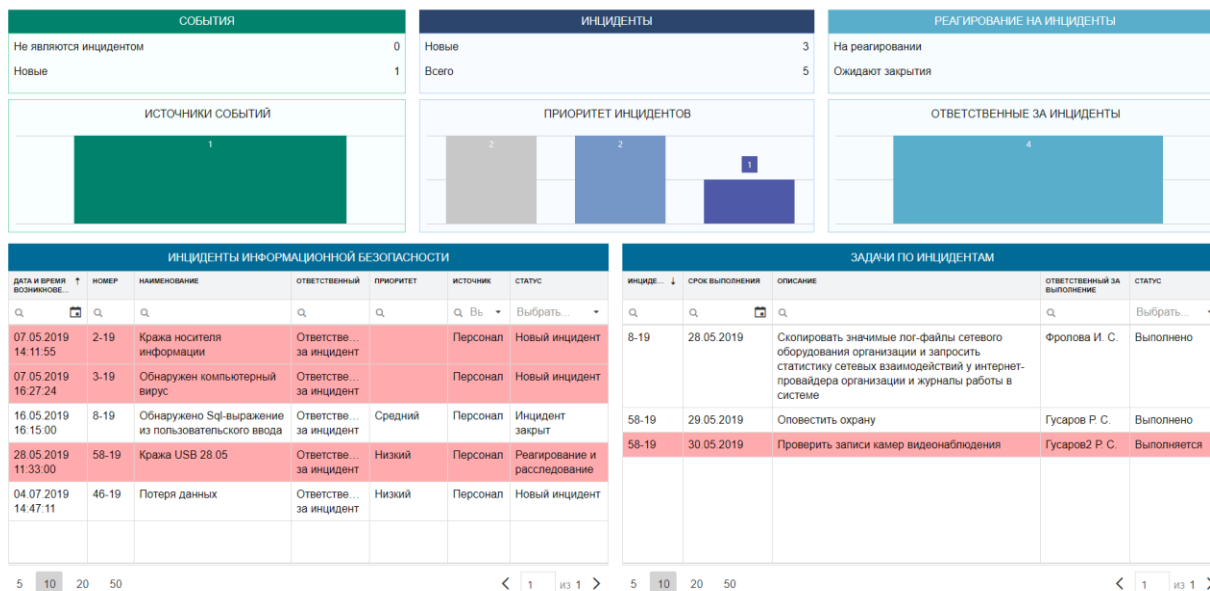 СОБЫТИЯ
Не являются инцидентом 0
Новые 1
ИНЦИДЕНТЫ
Новые 3
Всего 5
РЕАГИРОВАНИЕ НА ИНЦИДЕНТЫ
На реагировании
Ожидают закрытия
ИСТОЧНИКИ СОБЫТИЙ
1
ПРИОРИТЕТ ИНЦИДЕНТОВ
2 2 1
ОТВЕТСТВЕННЫЕ ЗА ИНЦИДЕНТЫ
4
ИНЦИДЕНТЫ ИНФОРМАЦИОННОЙ БЕЗОПАСНОСТИ
ДАТА И ВРЕМЯ ↑ НОМЕР НАИМЕНОВАНИЕ ОТВЕТСТВЕННЫЙ ПРИОРИТЕТ ИСТОЧНИК СТАТУС
ВОЗНИКНОВЕ...
Вь Выбрать...
07.05.2019 2-19 Кража носителя Ответстве... Персонал Новый инцидент
14:11:55 информации за инцидент
07.05.2019 3-19 Обнаружен компьютерный Ответстве... Персонал Новый инцидент
16:27:24 вирус за инцидент
16.05.2019 8-19 Обнаружено Sql-выражение Ответстве... Средний Персонал Инцидент
16:15:00 из пользовательского ввода за инцидент закрыт
28.05.2019 58-19 Кража USB 28.05 Ответстве... Низкий Персонал Реагирование и
11:33:00 за инцидент расследование
04.07.2019 46-19 Потеря данных Ответстве... Низкий Персонал Новый инцидент
14:47:11 за инцидент
5 10 20 50 1 из 1
ЗАДАЧИ ПО ИНЦИДЕНТАМ
ИНЦИДЕ... ↓ СРОК ВЫПОЛНЕНИЯ ОПИСАНИЕ ОТВЕТСТВЕННЫЙ ЗА СТАТУС
ВЫПОЛНЕНИЕ
Выбрать...
8-19 28.05.2019 Скопировать значимые лог-файлы сетевого Фролова И. С. Выполнено
оборудования организации и запросить
статистику сетевых взаимодействий у интернет-
провайдера организации и журналы работы в
системе
58-19 29.05.2019 Оповестить охрану Гусаров Р. С. Выполнено
58-19 30.05.2019 Проверить записи камер видеонаблюдения Гусаров2 Р. С. Выполняется
5 10 20 50 1 из 1